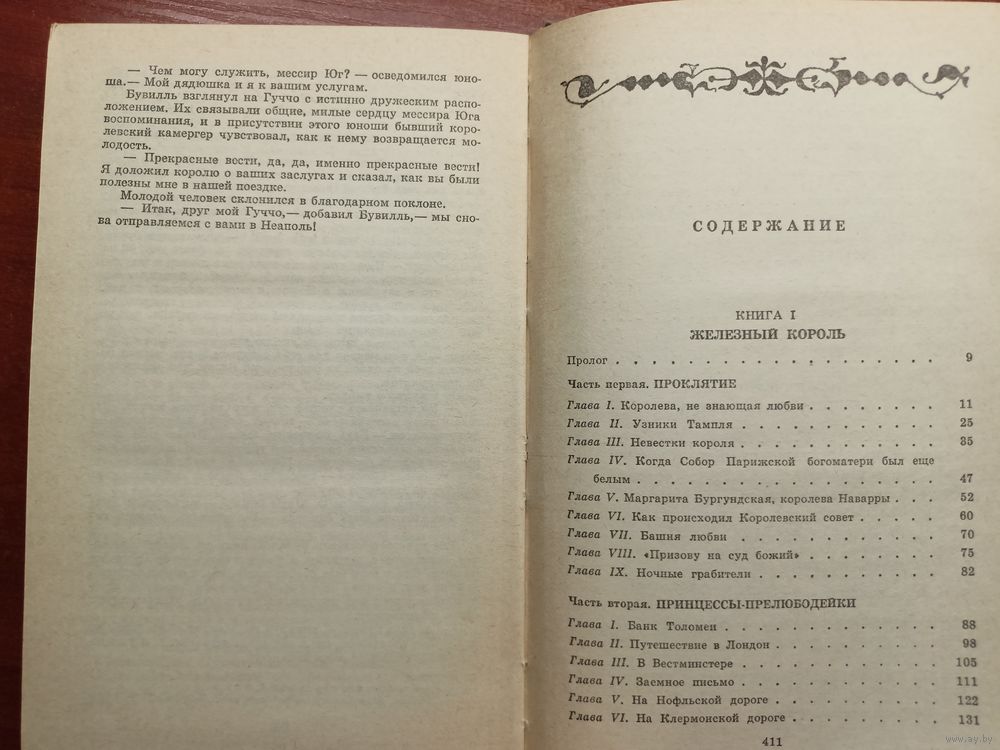 — Чем могу служить, мессир Юг? — осведомился юно-
ша.— Мой дядюшка и я к вашим услугам.
Бувилль взглянул на Гуччо с истинно дружеским распо-
ложением. Их связывали общие, милые сердцу мессира Юга
воспоминания, и в присутствии этого юноши бывший коро-
левский камергер чувствовал, как к нему возвращается мо-
лодость.
— Прекрасные вести, да, да, именно прекрасные вести!
Я доложил королю о ваших заслугах и сказал, как вы были
полезны мне в нашей поездке.
Молодой человек склонился в благодарном поклоне.
— Итак, друг мой Гуччо,— добавил Бувилль,— мы сно-
ва отправляемся с вами в Неаполь!
СОДЕРЖАНИЕ
КНИГА I
ЖЕЛЕЗНЫЙ КОРОЛЬ
Пролог . . . . . . . . . . . . . . . . . . 9
Часть первая. ПРОКЛЯТИЕ
Глава I. Королева, не знающая любви . . . . . . . 11
Глава II. Узники Тампля . . . . . . . . . . 25
Глава III. Невестки короля . . . . . . . . . . 35
Глава IV. Когда Собор Парижской богоматери был еще
белым . . . . . . . . . . . . . . . 47
Глава V. Маргарита Бургундская, королева Наварры . . . 52
Глава VI. Как происходил Королевский совет . . . . . 60
Глава VII. Башня любви . . . . . . . . . . 70
Глава VIII. «Призову на суд божий» . . . . . . . 75
Глава IX. Ночные грабители . . . . . . . . . 82
Часть вторая. ПРИНЦЕССЫ-ПРЕЛЮБОДЕЙКИ
Глава I. Банк Толомеи . . . . . . . . . . . 88
Глава II. Путешествие в Лондон . . . . . . . . . 98
Глава III. В Вестминстере . . . . . . . . . . 105
Глава IV. Заемное письмо . . . . . . . . . . 111
Глава V. На Нофльской дороге . . . . . . . . . 122
Глава VI. На Клермонской дороге . . . . . . . . 131
411
www.ay.by